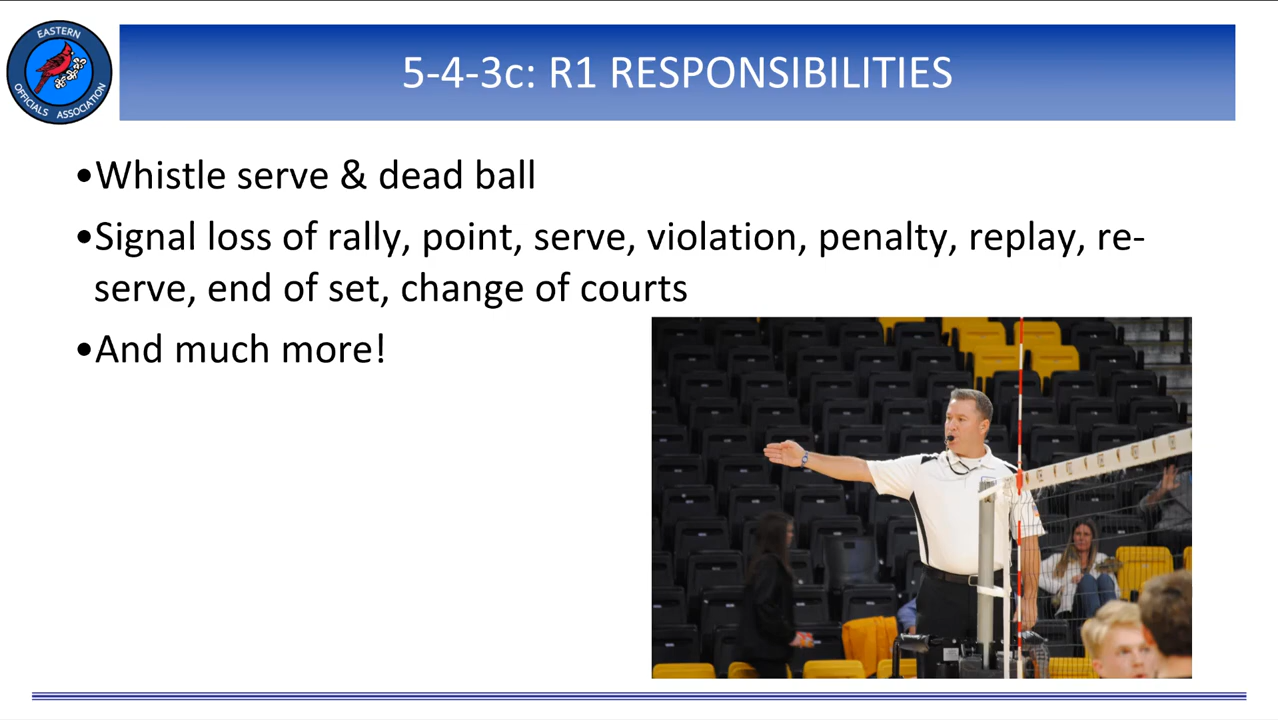 EASTERN
OFFICIALS ASSOCIATION
5-4-3c: R1 RESPONSIBILITIES
•Whistle serve & dead ball
•Signal loss of rally, point, serve, violation, penalty, replay, re-
serve, end of set, change of courts
•And much more!